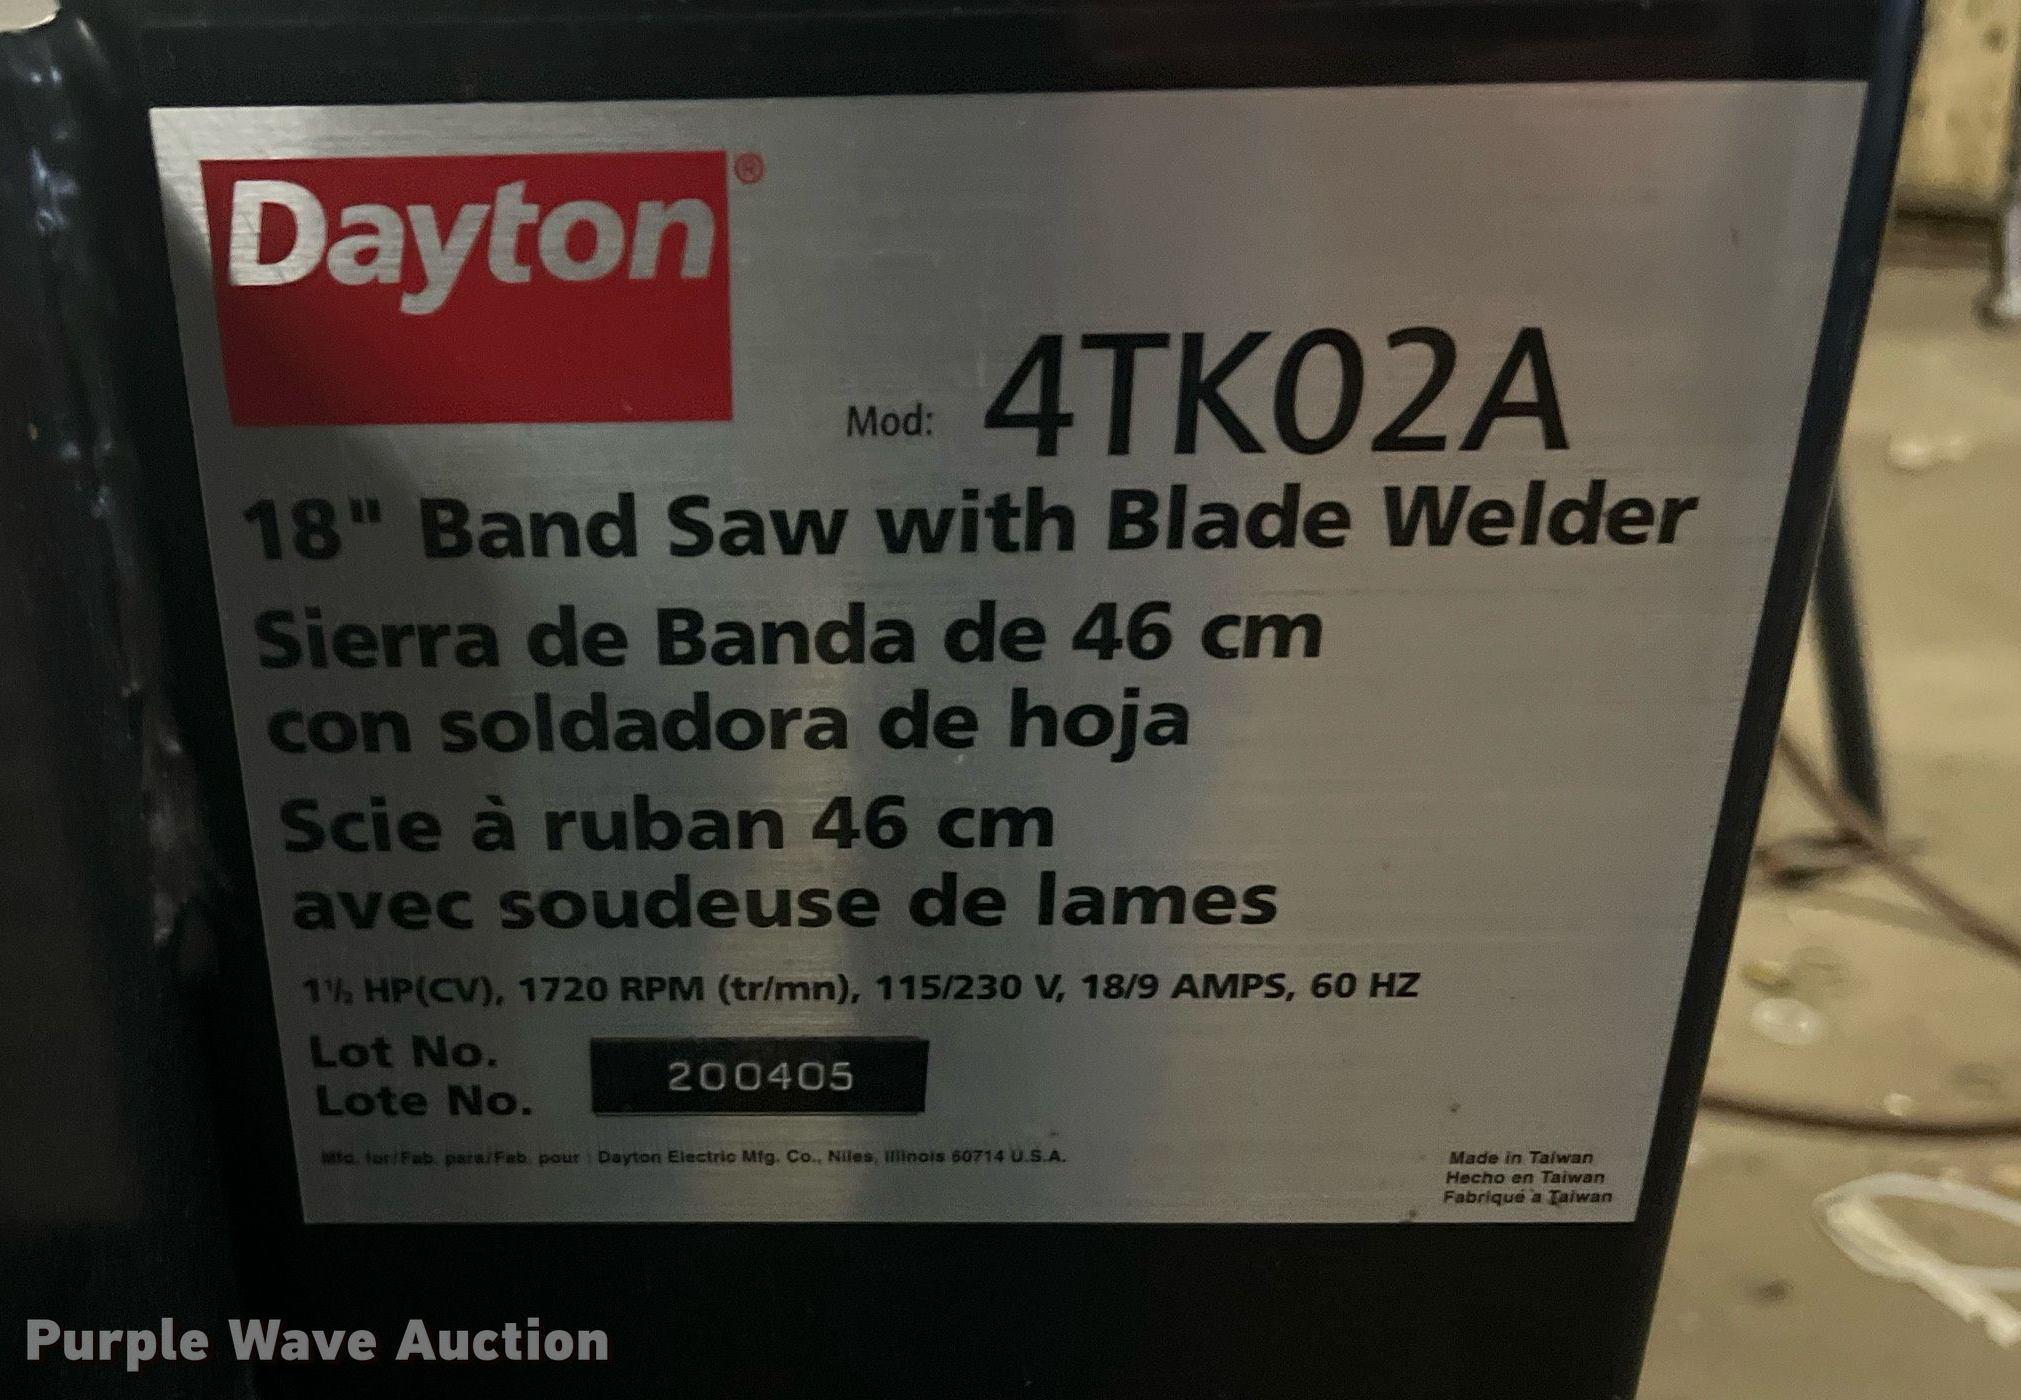 Dayton®
Mod: 4TK02A
18" Band Saw with Blade Welder
Sierra de Banda de 46 cm
con soldadora de hoja
Scie à ruban 46 cm
avec soudeuse de lames
1½ HP(CV), 1720 RPM (tr/mn), 115/230 V, 18/9 AMPS, 60 HZ
Lot No.
Lote No.
200405
Mfd. for/Fab. para/Fab. pour : Dayton Electric Mfg. Co., Niles, Illinois 60714 U.S.A.
Made in Taiwan
Hecho en Taiwan
Fabriqué à Taiwan
Purple Wave Auction